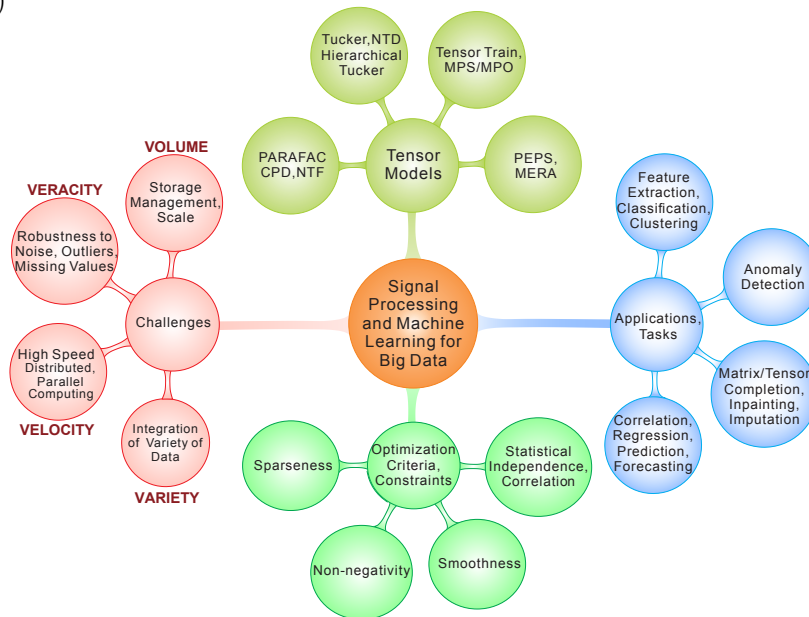 )
Tucker,NTD
Hierarchical
Tucker
Tensor Train,
MPS/MPO
PARAFAC
CPD,NTF
Tensor
Models
PEPS,
MERA
VOLUME
Storage
Management,
Scale
VERACITY
Robustness to
Noise, Outliers,
Missing Values
Challenges
High Speed
Distributed,
Parallel
Computing
VELOCITY
Integration
of Variety of
Data
VARIETY
Signal
Processing
and Machine
Learning for
Big Data
Feature
Extraction,
Classification,
Clustering
Anomaly
Detection
Applications,
Tasks
Matrix/Tensor
Completion,
Inpainting,
Imputation
Correlation,
Regression,
Prediction,
Forecasting
Sparseness
Optimization
Criteria,
Constraints
Statistical
Independence,
Correlation
Non-negativity
Smoothness